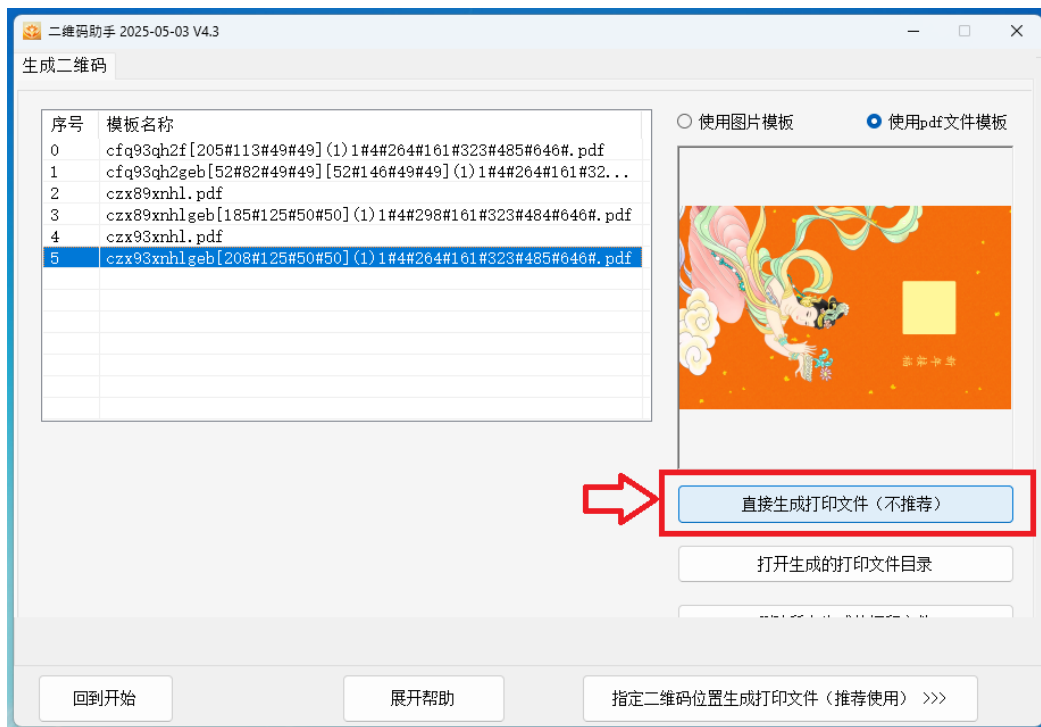 二维码助手 2025-05-03 V4.3
生成二维码
序号 模板名称
0 cfq93qh2f[205#113#49#49](1)1#4#264#161#323#485#646#.pdf
1 cfq93qh2geb[52#82#49#49][52#146#49#49](1)1#4#264#161#32...
2 czx89xnhl.pdf
3 czx89xnhlgeb[185#125#50#50](1)1#4#298#161#323#484#646#.pdf
4 czx93xnhl.pdf
5 czx93xnhlgeb[208#125#50#50](1)1#4#264#161#323#485#646#.pdf
使用图片模板 使用pdf文件模板
直接生成打印文件（不推荐）
打开生成的打印文件目录
回到开始 展开帮助 指定二维码位置生成打印文件（推荐使用） >>>